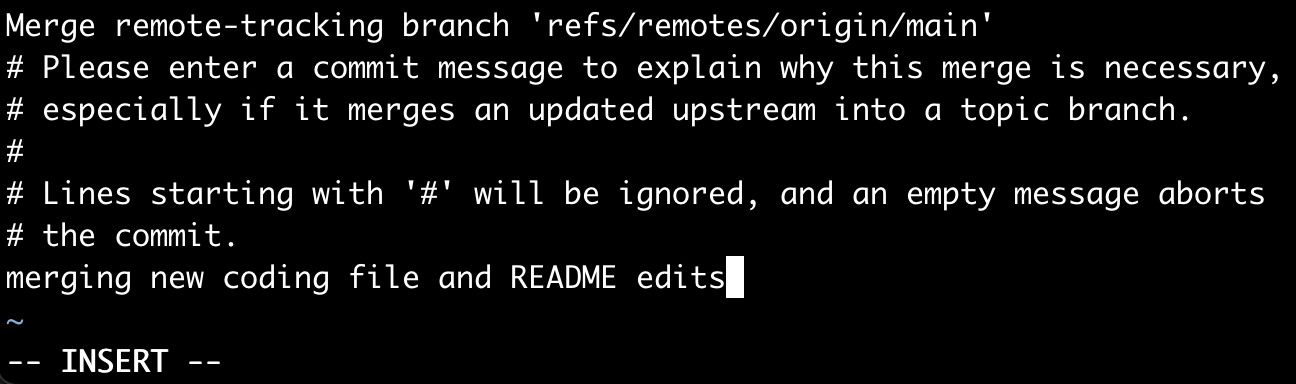 Merge remote-tracking branch 'refs/remotes/origin/main'
# Please enter a commit message to explain why this merge is necessary,
# especially if it merges an updated upstream into a topic branch.
#
# Lines starting with '#' will be ignored, and an empty message aborts
# the commit.
merging new coding file and README edits
~
-- INSERT --